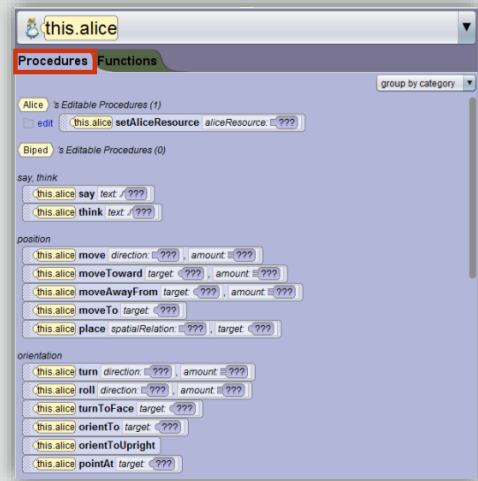 this.alice
Procedures Functions
group by category
Alice 's Editable Procedures (1)
edit this.alice setAliceResource aliceResource: ???
Biped 's Editable Procedures (0)
say, think
this.alice say text: ???
this.alice think text: ???
position
this.alice move direction: ??? , amount: ???
this.alice moveToward target: ??? , amount: ???
this.alice moveAwayFrom target: ??? , amount: ???
this.alice moveTo target: ???
this.alice place spatialRelation: ??? , target: ???
orientation
this.alice turn direction: ??? , amount: ???
this.alice roll direction: ??? , amount: ???
this.alice turnToFace target: ???
this.alice orientTo target: ???
this.alice orientToUpright
this.alice pointAt target: ???